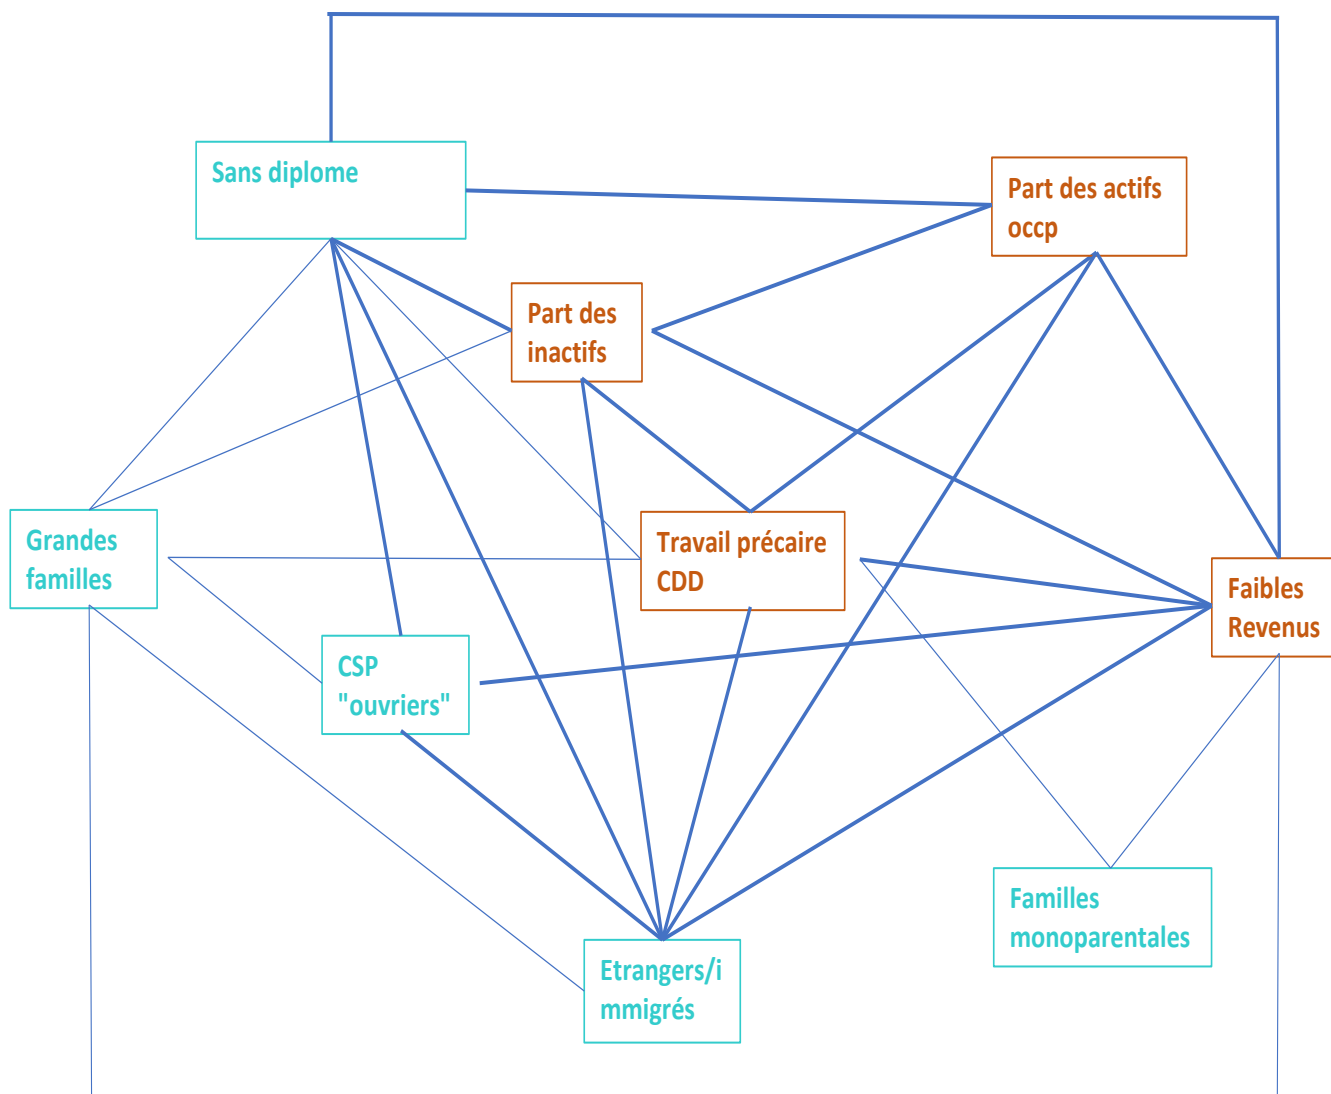 Sans diplome
Part des actifs
occp
Part des
inactifs
Grandes
familles
Travail précaire
CDD
Faibles
Revenus
CSP
"ouvriers"
Familles
monoparentales
Etrangers/i
mmigrés